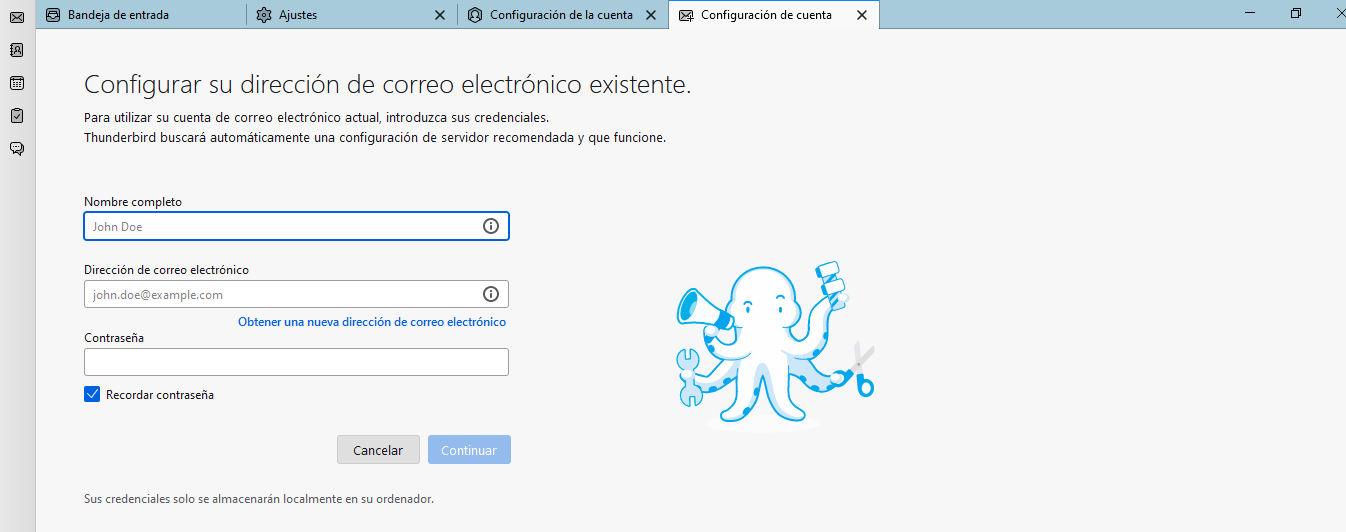 Bandeja de entrada
Ajustes
Configuración de la cuenta
Configuración de cuenta
Configurar su dirección de correo electrónico existente.
Para utilizar su cuenta de correo electrónico actual, introduzca sus credenciales.
Thunderbird buscará automáticamente una configuración de servidor recomendada y que funcione.
Nombre completo
John Doe
Dirección de correo electrónico
john.doe@example.com
Obtener una nueva dirección de correo electrónico
Contraseña
Recordar contraseña
Cancelar
Continuar
Sus credenciales solo se almacenarán localmente en su ordenador.